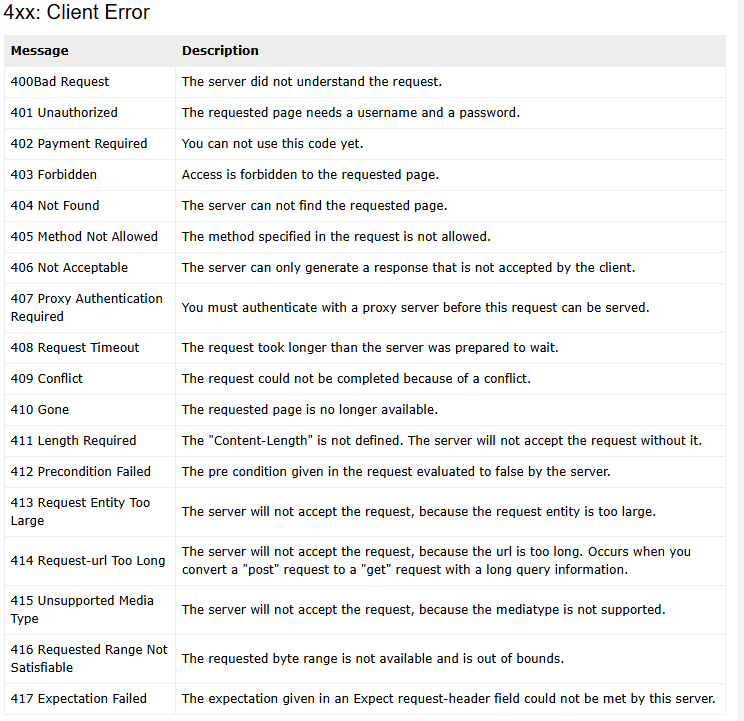 4xx: Client Error
Message Description
400Bad Request The server did not understand the request.
401 Unauthorized The requested page needs a username and a password.
402 Payment Required You can not use this code yet.
403 Forbidden Access is forbidden to the requested page.
404 Not Found The server can not find the requested page.
405 Method Not Allowed The method specified in the request is not allowed.
406 Not Acceptable The server can only generate a response that is not accepted by the client.
407 Proxy Authentication
Required
You must authenticate with a proxy server before this request can be served.
408 Request Timeout The request took longer than the server was prepared to wait.
409 Conflict The request could not be completed because of a conflict.
410 Gone The requested page is no longer available.
411 Length Required The "Content-Length" is not defined. The server will not accept the request without it.
412 Precondition Failed The pre condition given in the request evaluated to false by the server.
413 Request Entity Too
Large
The server will not accept the request, because the request entity is too large.
414 Request-url Too Long
The server will not accept the request, because the url is too long. Occurs when you
convert a "post" request to a "get" request with a long query information.
415 Unsupported Media
Type
The server will not accept the request, because the mediatype is not supported.
416 Requested Range Not
Satisfiable
The requested byte range is not available and is out of bounds.
417 Expectation Failed The expectation given in an Expect request-header field could not be met by this server.